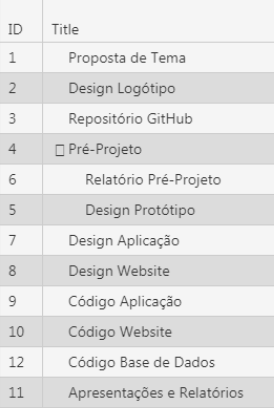 ID Title
1 Proposta de Tema
2 Design Logótipo
3 Repositório GitHub
4 Pré-Projeto
6 Relatório Pré-Projeto
5 Design Protótipo
7 Design Aplicação
8 Design Website
9 Código Aplicação
10 Código Website
12 Código Base de Dados
11 Apresentações e Relatórios